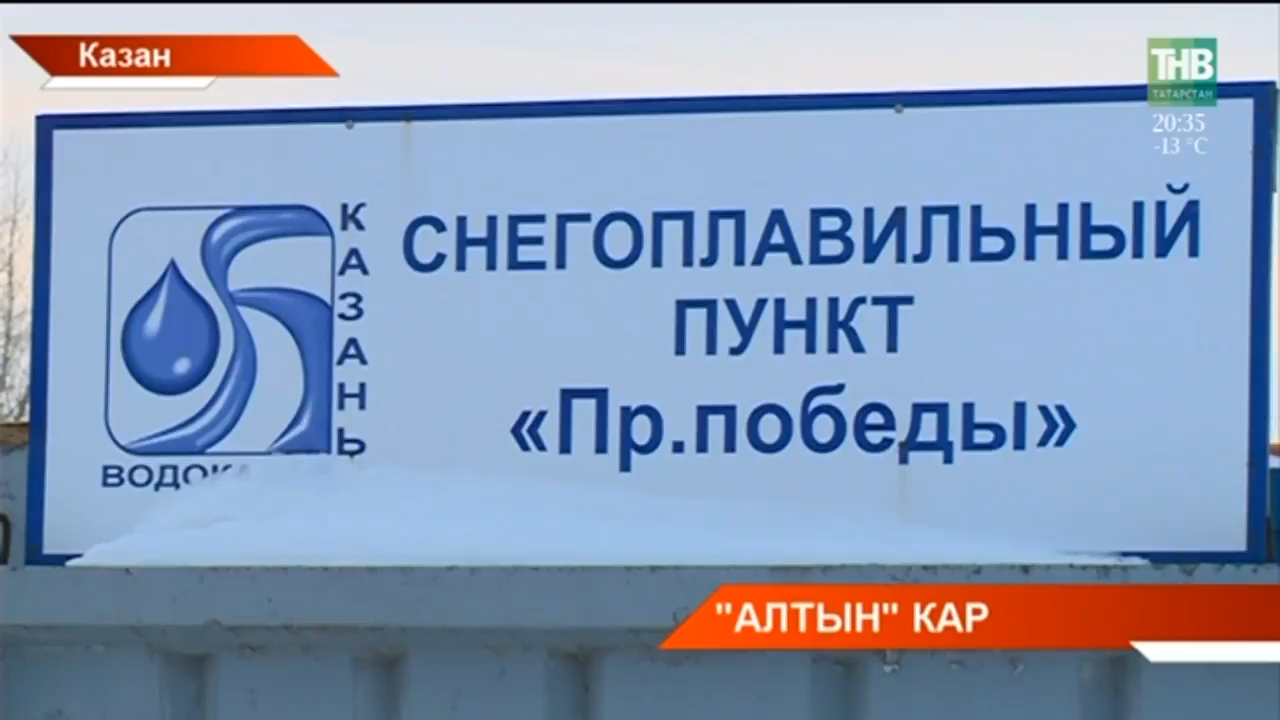 Казан
ТНВ
ТАТАРСТАН
20:35
-13 °C
КАЗАНЬ
СНЕГОПЛАВИЛЬНЫЙ
ПУНКТ
«Пр.победы»
"АЛТЫН" КАР